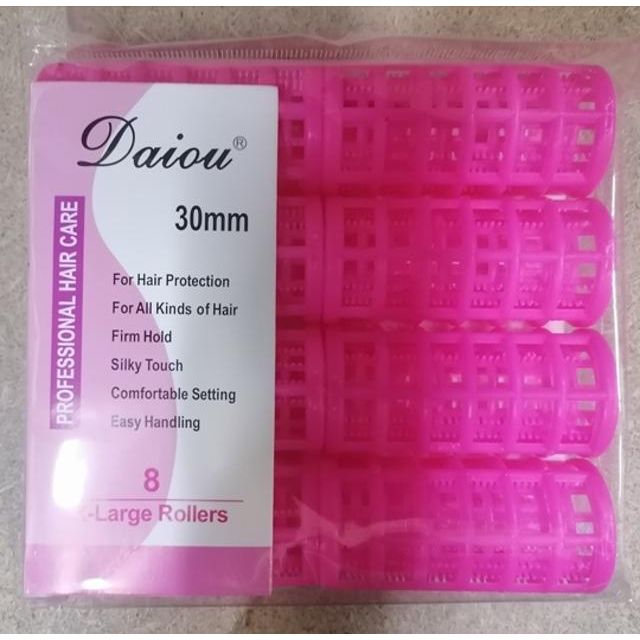 Daiou®
30mm
PROFESSIONAL HAIR CARE
For Hair Protection
For All Kinds of Hair
Firm Hold
Silky Touch
Comfortable Setting
Easy Handling
8
-Large Rollers